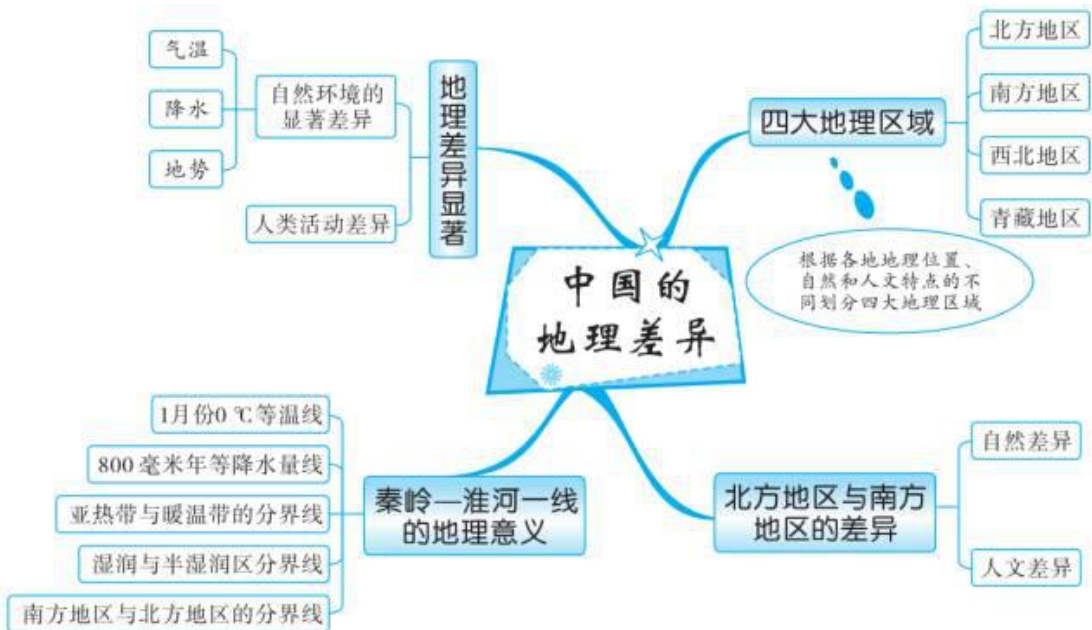 中国的
地理差异
地理差异显著
自然环境的
显著差异
气温
降水
地势
人类活动差异
四大地理区域
北方地区
南方地区
西北地区
青藏地区
根据各地地理位置、
自然和人文特点的不
同划分四大地理区域
秦岭—淮河一线
的地理意义
1月份0 ℃等温线
800毫米年等降水量线
亚热带与暖温带的分界线
湿润与半湿润区分界线
南方地区与北方地区的分界线
北方地区与南方
地区的差异
自然差异
人文差异